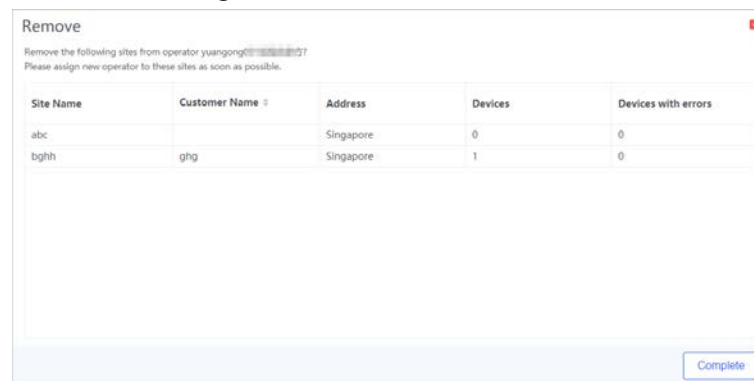 Remove
Remove the following sites from operator yuangong
Please assign new operator to these sites as soon as possible.
Site Name Customer Name Address Devices Devices with errors
abc Singapore 0 0
bghh ghg Singapore 1 0
Complete